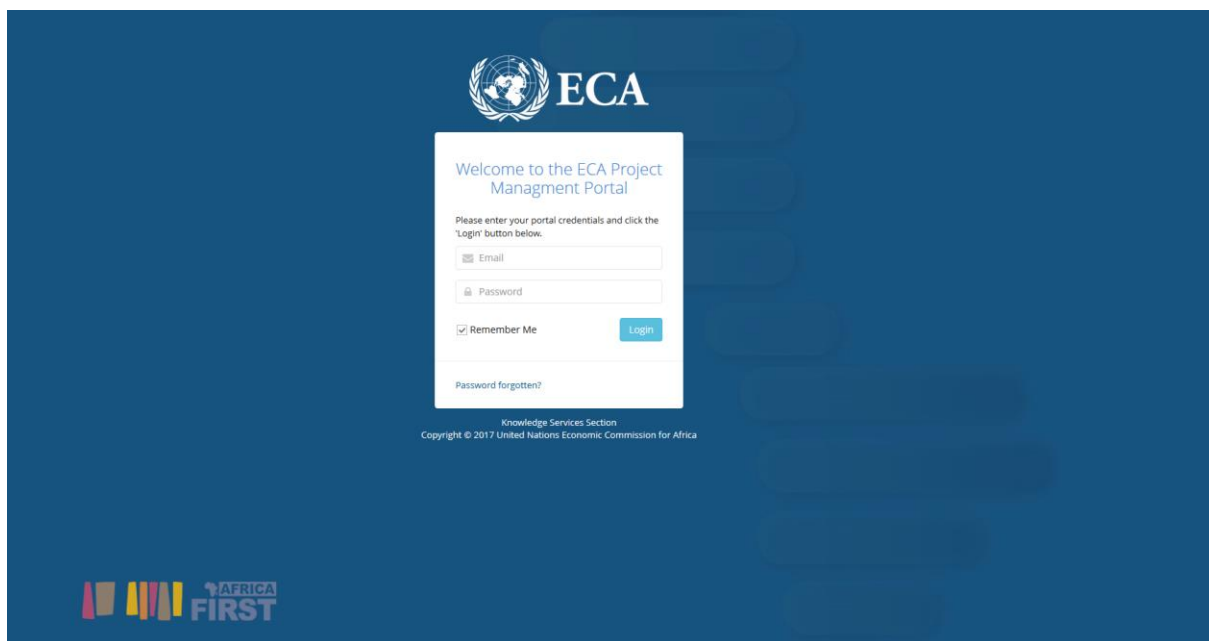 ECA
Welcome to the ECA Project
Managment Portal
Please enter your portal credentials and click the
'Login' button below.
Email
Password
Remember Me
Login
Password forgotten?
Knowledge Services Section
Copyright © 2017 United Nations Economic Commission for Africa
AFRICA
FIRST